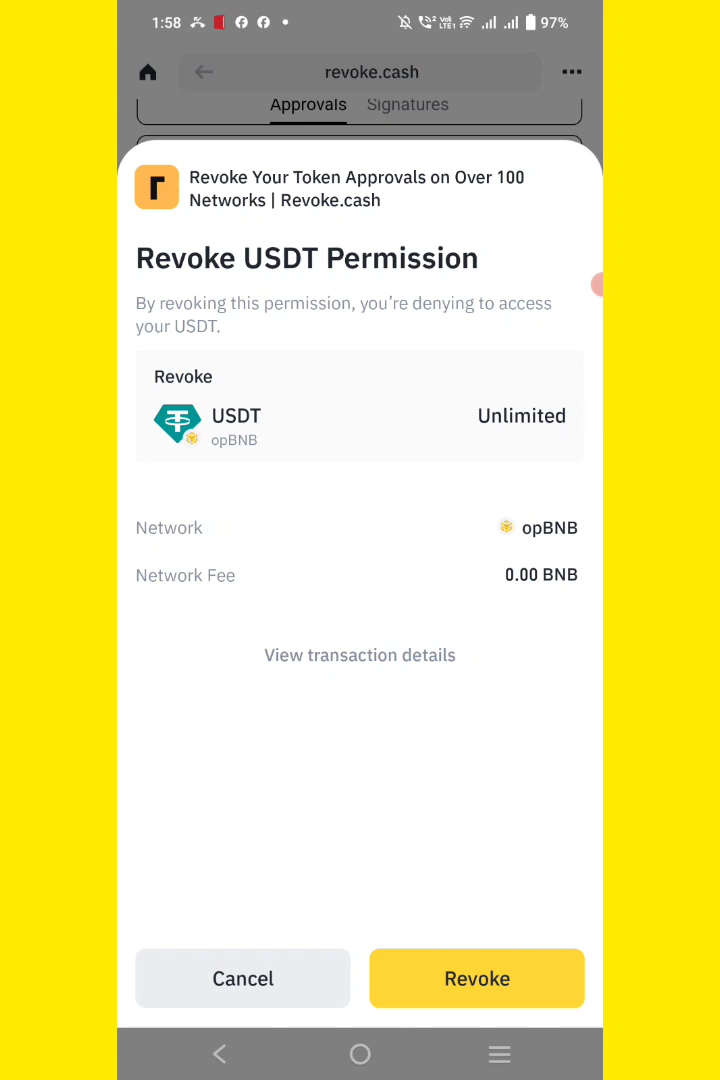 1:58
Vo)
LTE1
97%
revoke.cash
Approvals Signatures
Revoke Your Token Approvals on Over 100
Networks | Revoke.cash
Revoke USDT Permission
By revoking this permission, you’re denying to access
your USDT.
Revoke
USDT Unlimited
opBNB
Network opBNB
Network Fee 0.00 BNB
View transaction details
Cancel Revoke